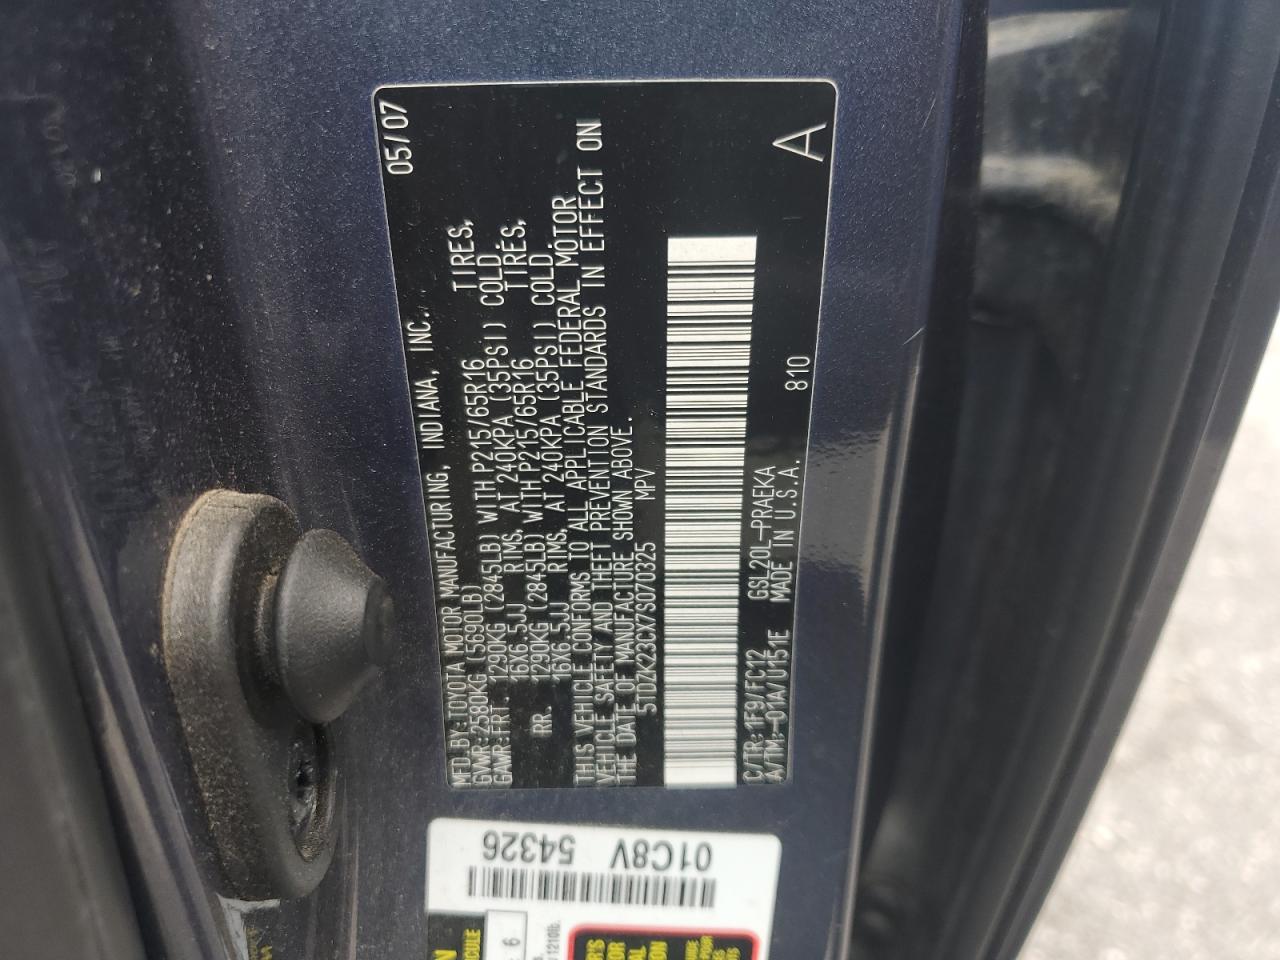 MFD. BY: TOYOTA MOTOR MANUFACTURING, INDIANA, INC. 05/07
GVWR: 2580KG (5690LB)
GAWR: FRT. 1290KG (2845LB) WITH P215/65R16 TIRES,
16X6.5JJ RIMS, AT 240KPA (35PSI) COLD.
RR. 1290KG (2845LB) WITH P215/65R16 TIRES,
16X6.5JJ RIMS, AT 240KPA (35PSI) COLD.
THIS VEHICLE CONFORMS TO ALL APPLICABLE FEDERAL MOTOR
VEHICLE SAFETY AND THEFT PREVENTION STANDARDS IN EFFECT ON
THE DATE OF MANUFACTURE SHOWN ABOVE.
5TDZK23CX7S070325 MPV
C/TR: 1F9/FC12 GSL20L-PRAEKA
A/TM: -01A/U151E MADE IN U.S.A. 810 A
01C8V
54326
6
1210lb.